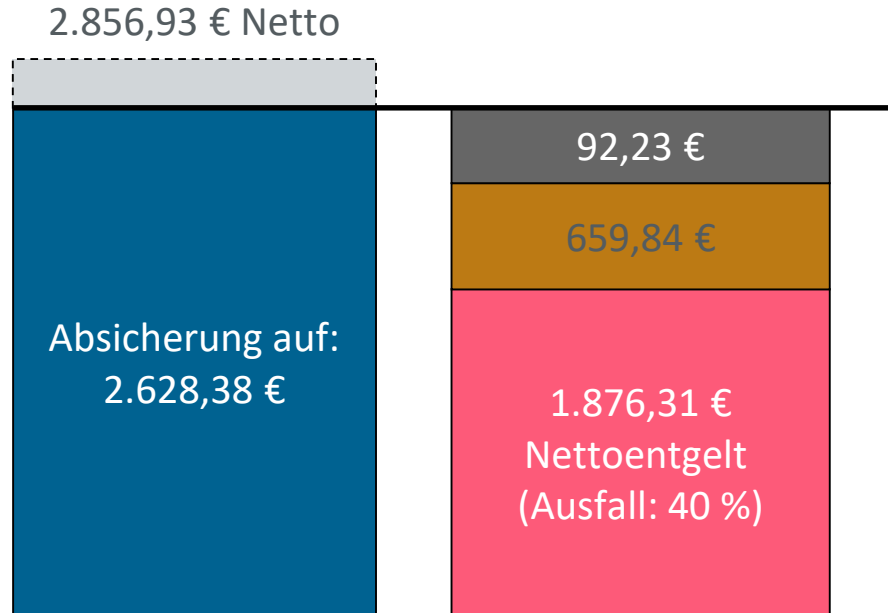 2.856,93 € Netto
Absicherung auf:
2.628,38 €
92,23 €
659,84 €
1.876,31 €
Nettoentgelt
(Ausfall: 40 %)